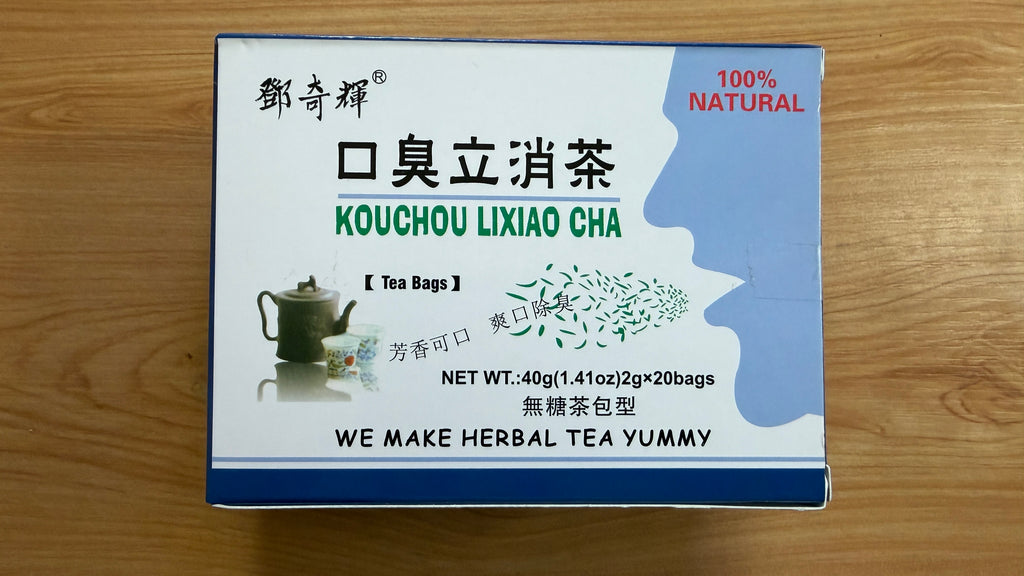 鄧奇輝®
100%
NATURAL
口臭立消茶
KOUCHOU LIXIAO CHA
【 Tea Bags 】
芳香可口 爽口除臭
NET WT.:40g(1.41oz)2g×20bags
無糖茶包型
WE MAKE HERBAL TEA YUMMY